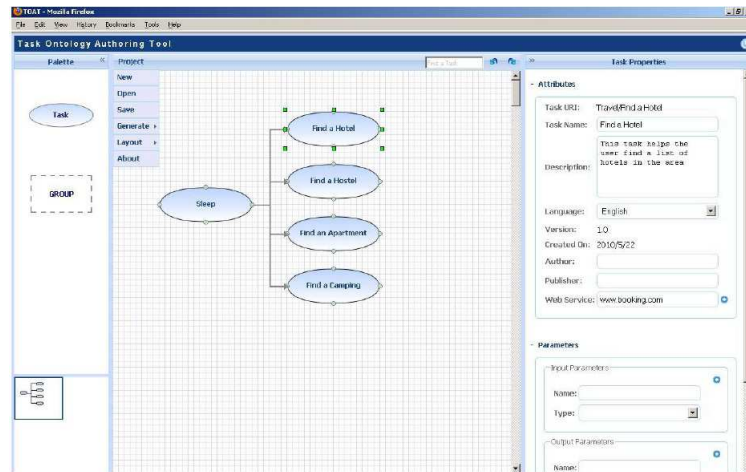 TOAT - Mozilla Firefox
File Edit View History Bookmarks Tools Help
Task Ontology Authoring Tool
Palette «
Project
Find a Task
» Task Properties
Task
GROUP
New
Open
Save
Generate
Layout
About
Sleep
Find a Hotel
Find a Hostel
Find an Apartment
Find a Camping
- Attributes
Task URI: Travel/Find a Hotel
Task Name: Find a Hotel
Description: This task helps the
user find a list of
hotels in the area
Language: English
Version: 1.0
Created On: 2010/5/22
Author:
Publisher:
Web Service: www.booking.com
- Parameters
Input Parameters
Name:
Type:
Output Parameters
Name: